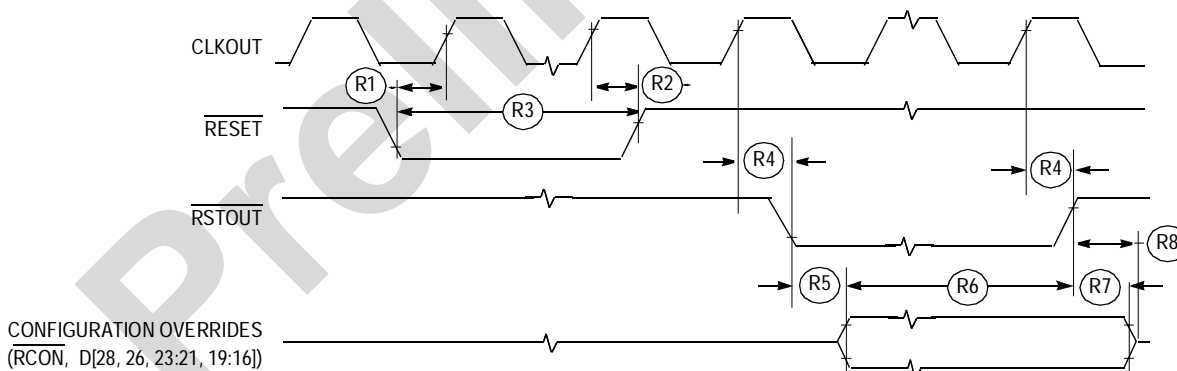 CLKOUT
R1
R2
R3
RESET
R4
R4
RSTOUT
R8
R5
R6
R7
CONFIGURATION OVERRIDES
(RCON, D[28, 26, 23:21, 19:16])